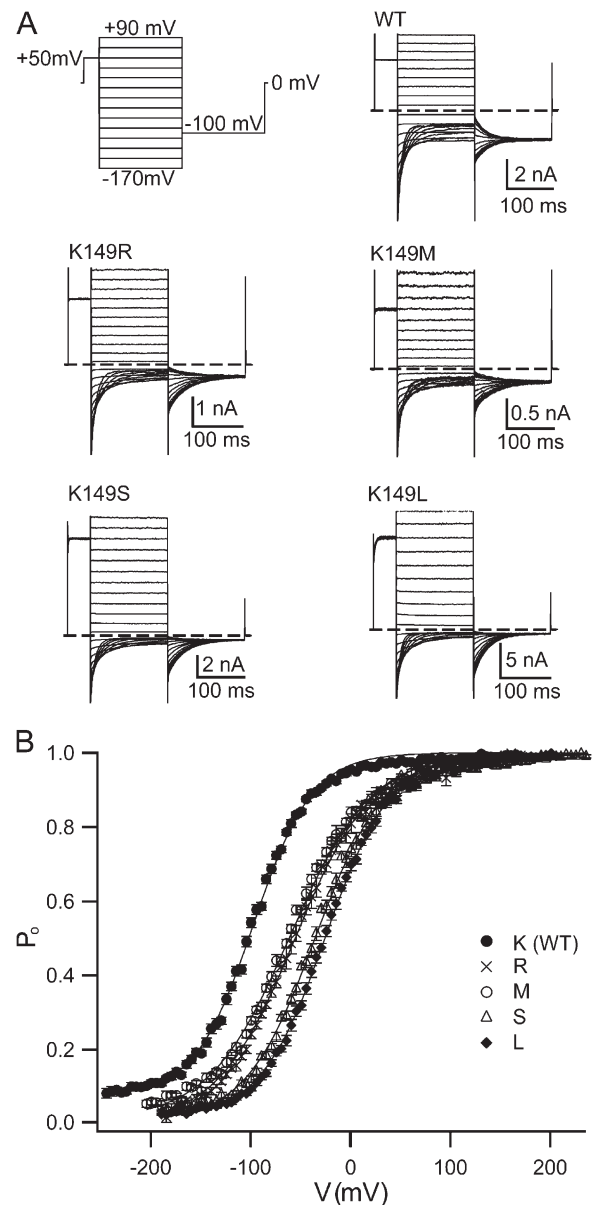 A
+90 mV
+50mV
0 mV
-100 mV
-170mV
WT
2 nA
100 ms
K149R
1 nA
100 ms
K149M
0.5 nA
100 ms
K149S
2 nA
100 ms
K149L
5 nA
100 ms
B
1.0
0.8
0.6
0.4
0.2
0.0
Po
K (WT)
R
M
S
L
-200 -100 0 100 200
V(mV)